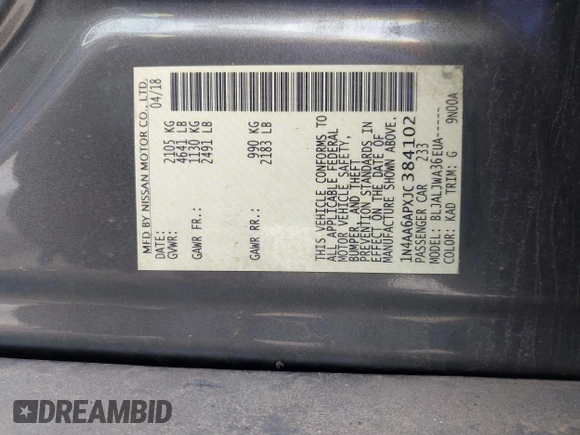 MFD BY NISSAN MOTOR CO., LTD.
DATE: 04/18
GVWR: 2105 KG
4641 LB
GAWR FR: 1130 KG
2491 LB
GAWR RR: 990 KG
2183 LB
THIS VEHICLE CONFORMS TO
ALL APPLICABLE FEDERAL
MOTOR VEHICLE SAFETY,
BUMPER, AND THEFT
PREVENTION STANDARDS IN
EFFECT ON THE DATE OF
MANUFACTURE SHOWN ABOVE.
1N4AA6APXJC384102
PASSENGER CAR 233
MODEL: BLJALJWA36EUA-----
COLOR: KAD TRIM: G 9N00A
DREAMBID